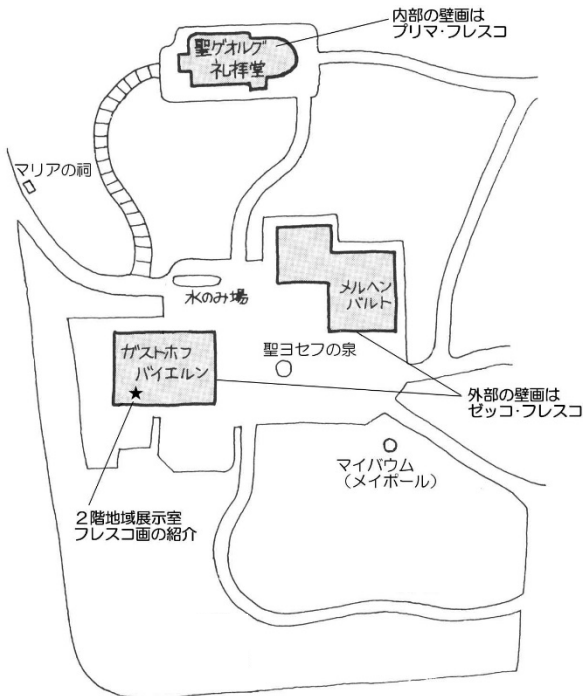 内部の壁画は
プリマ・フレスコ
聖ゲオルグ
礼拝堂
マリアの祠
水のみ場
メルヘン
バルト
ガストホフ
バイエルン
聖ヨセフの泉
外部の壁画は
ゼッコ・フレスコ
マイバウム
（メイポール）
★
2階地域展示室
フレスコ画の紹介